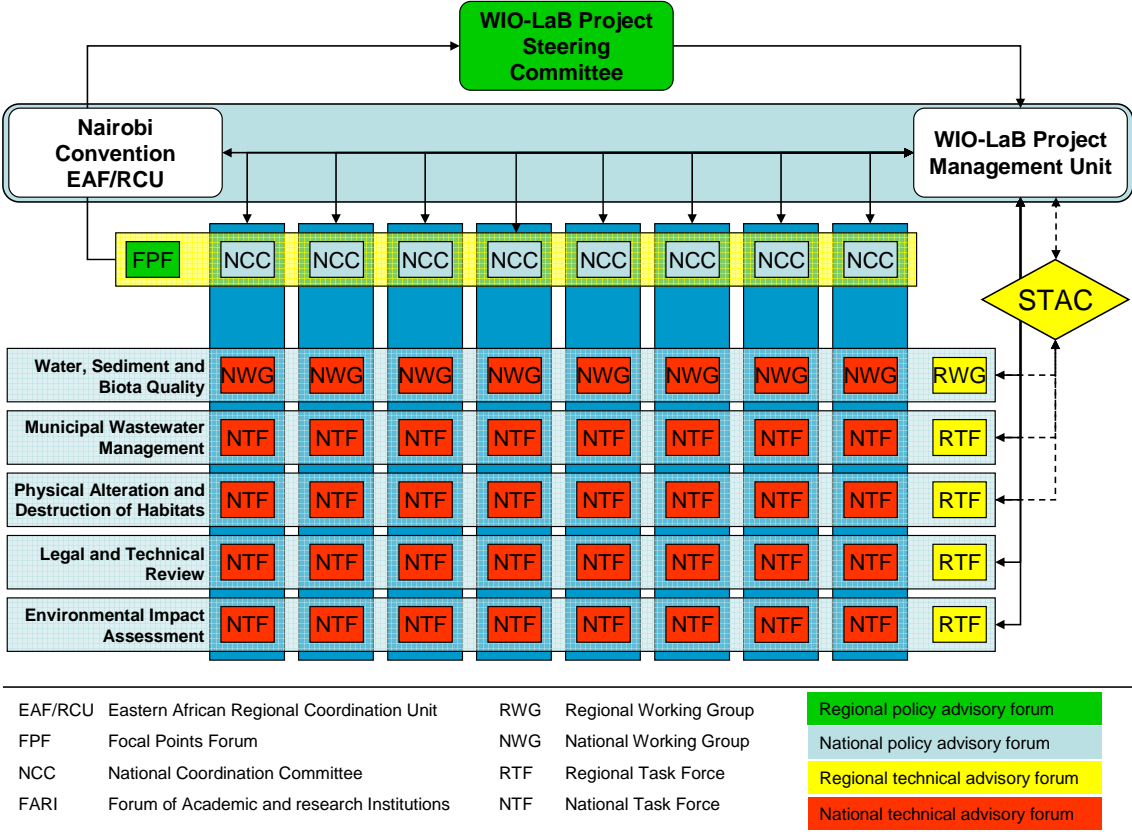 WIO-LaB Project
Steering
Committee
Nairobi
Convention
EAF/RCU
WIO-LaB Project
Management Unit
FPF NCC NCC NCC NCC NCC NCC NCC NCC
STAC
Water, Sediment and
Biota Quality
NWG NWG NWG NWG NWG NWG NWG NWG RWG
Municipal Wastewater
Management
NTF NTF NTF NTF NTF NTF NTF NTF RTF
Physical Alteration and
Destruction of Habitats
NTF NTF NTF NTF NTF NTF NTF NTF RTF
Legal and Technical
Review
NTF NTF NTF NTF NTF NTF NTF NTF RTF
Environmental Impact
Assessment
NTF NTF NTF NTF NTF NTF NTF NTF RTF
EAF/RCU Eastern African Regional Coordination Unit RWG Regional Working Group Regional policy advisory forum
FPF Focal Points Forum NWG National Working Group National policy advisory forum
NCC National Coordination Committee RTF Regional Task Force Regional technical advisory forum
FARI Forum of Academic and research Institutions NTF National Task Force National technical advisory forum